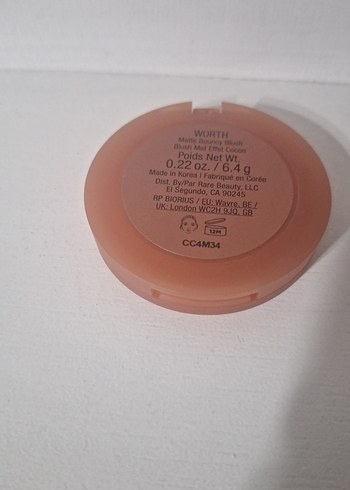 WORTH
Matte Bouncy Blush
Blush Mat Effet Cocon
Poids Net Wt.
0.22 oz. / 6.4 g
Made in Korea | Fabriqué en Corée
Dist. By/Par Rare Beauty, LLC
El Segundo, CA 90245
RP BIORIUS / EU: Wavre, BE /
UK: London WC2H 9JQ, GB
12M
CC4M34